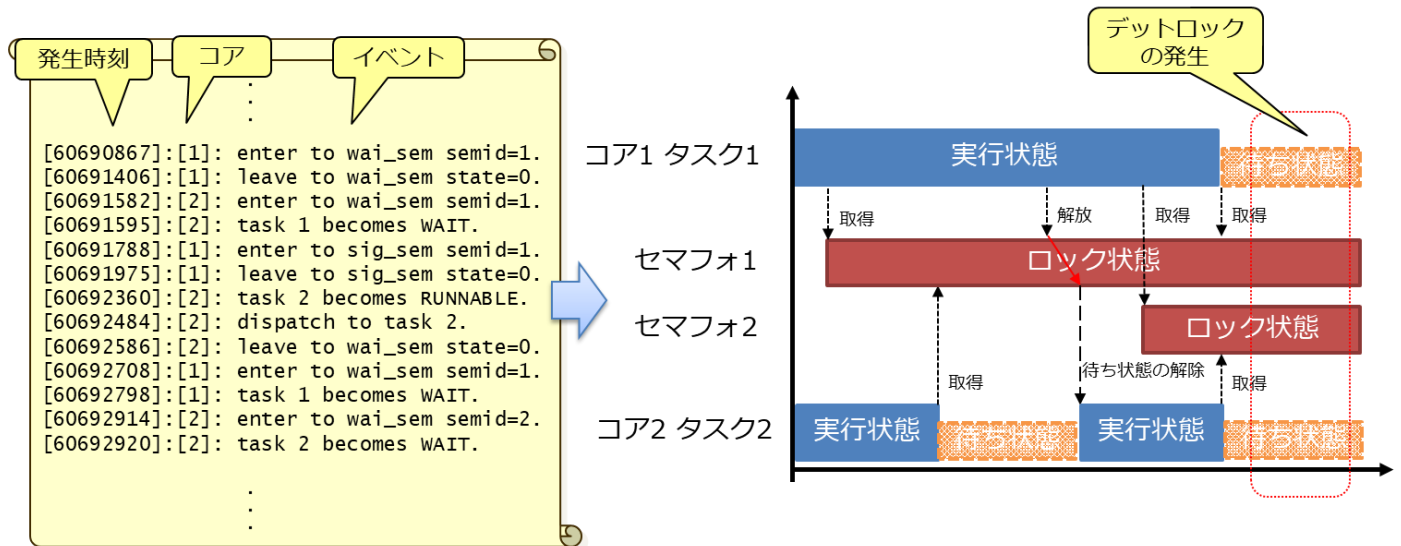 発生時刻
コア
イベント
[60690867]:[1]: enter to wai_sem semid=1.
[60691406]:[1]: leave to wai_sem state=0.
[60691582]:[2]: enter to wai_sem semid=1.
[60691595]:[2]: task 1 becomes WAIT.
[60691788]:[1]: enter to sig_sem semid=1.
[60691975]:[1]: leave to sig_sem state=0.
[60692360]:[2]: task 2 becomes RUNNABLE.
[60692484]:[2]: dispatch to task 2.
[60692586]:[2]: leave to wai_sem state=0.
[60692708]:[1]: enter to wai_sem semid=1.
[60692798]:[1]: task 1 becomes WAIT.
[60692914]:[2]: enter to wai_sem semid=2.
[60692920]:[2]: task 2 becomes WAIT.
デットロック
の発生
コア1 タスク1
実行状態
待ち状態
取得
解放
取得
取得
セマフォ1
ロック状態
セマフォ2
ロック状態
取得
待ち状態の解除
取得
コア2 タスク2
実行状態
待ち状態
実行状態
待ち状態